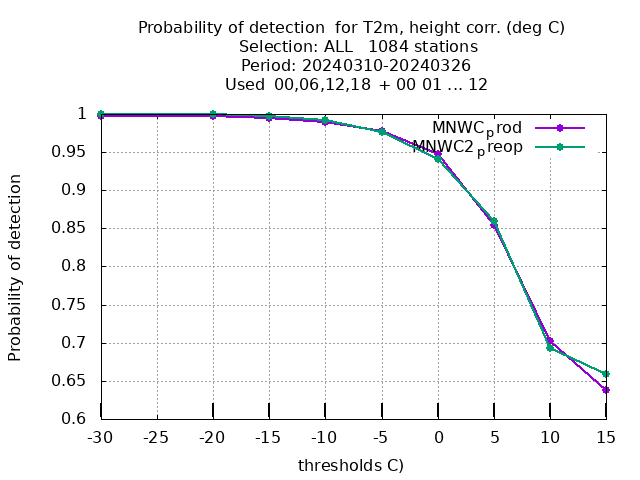 Probability of detection  for T2m, height corr. (deg C)
Selection: ALL   1084 stations
Period: 20240310-20240326
Used  00,06,12,18 + 00 01 ... 12
MNWC_prod
MNWC2_preop
Probability of detection
1
0.95
0.9
0.85
0.8
0.75
0.7
0.65
0.6
-30 -25 -20 -15 -10 -5 0 5 10 15
thresholds C)